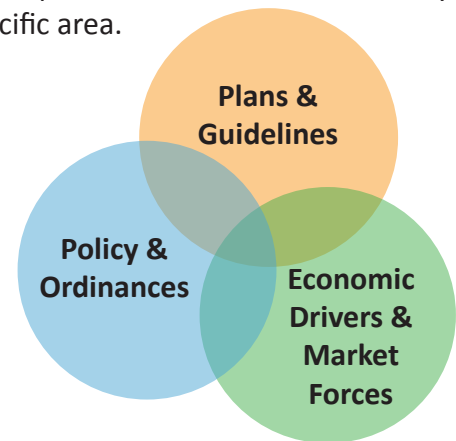 cific area.
Plans &
Guidelines
Policy &
Ordinances
Economic
Drivers &
Market
Forces